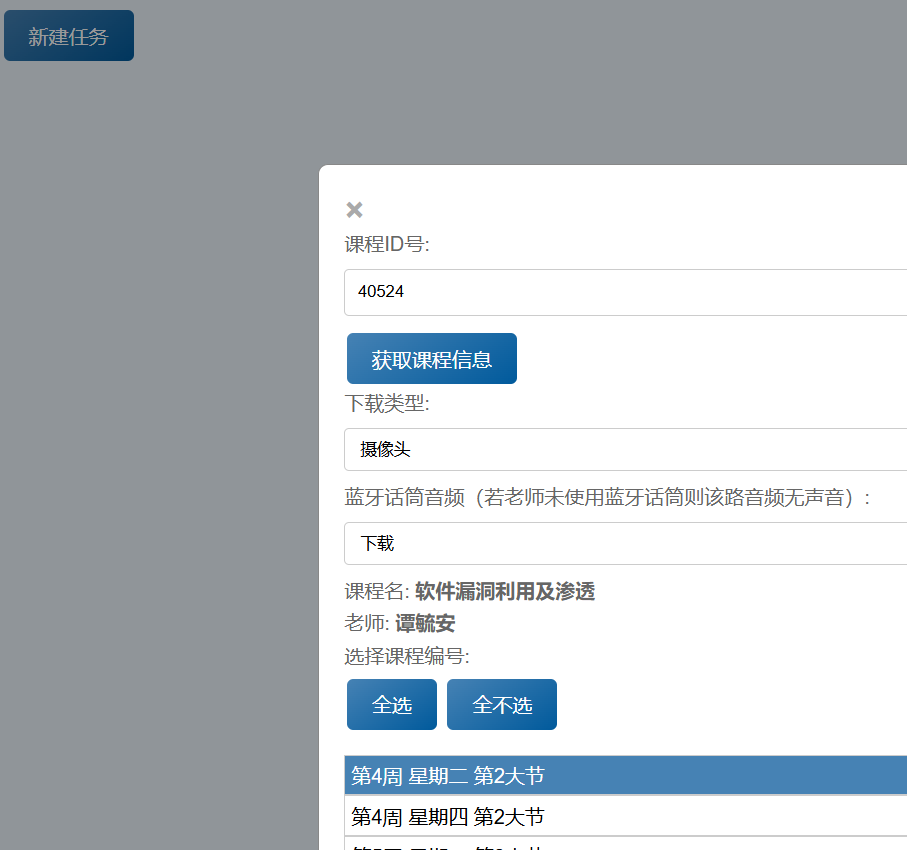 新建任务
×
课程ID号:
40524
获取课程信息
下载类型:
摄像头
蓝牙话筒音频（若老师未使用蓝牙话筒则该路音频无声音）:
下载
课程名: 软件漏洞利用及渗透
老师: 谭毓安
选择课程编号:
全选 全不选
第4周 星期二 第2大节
第4周 星期四 第2大节